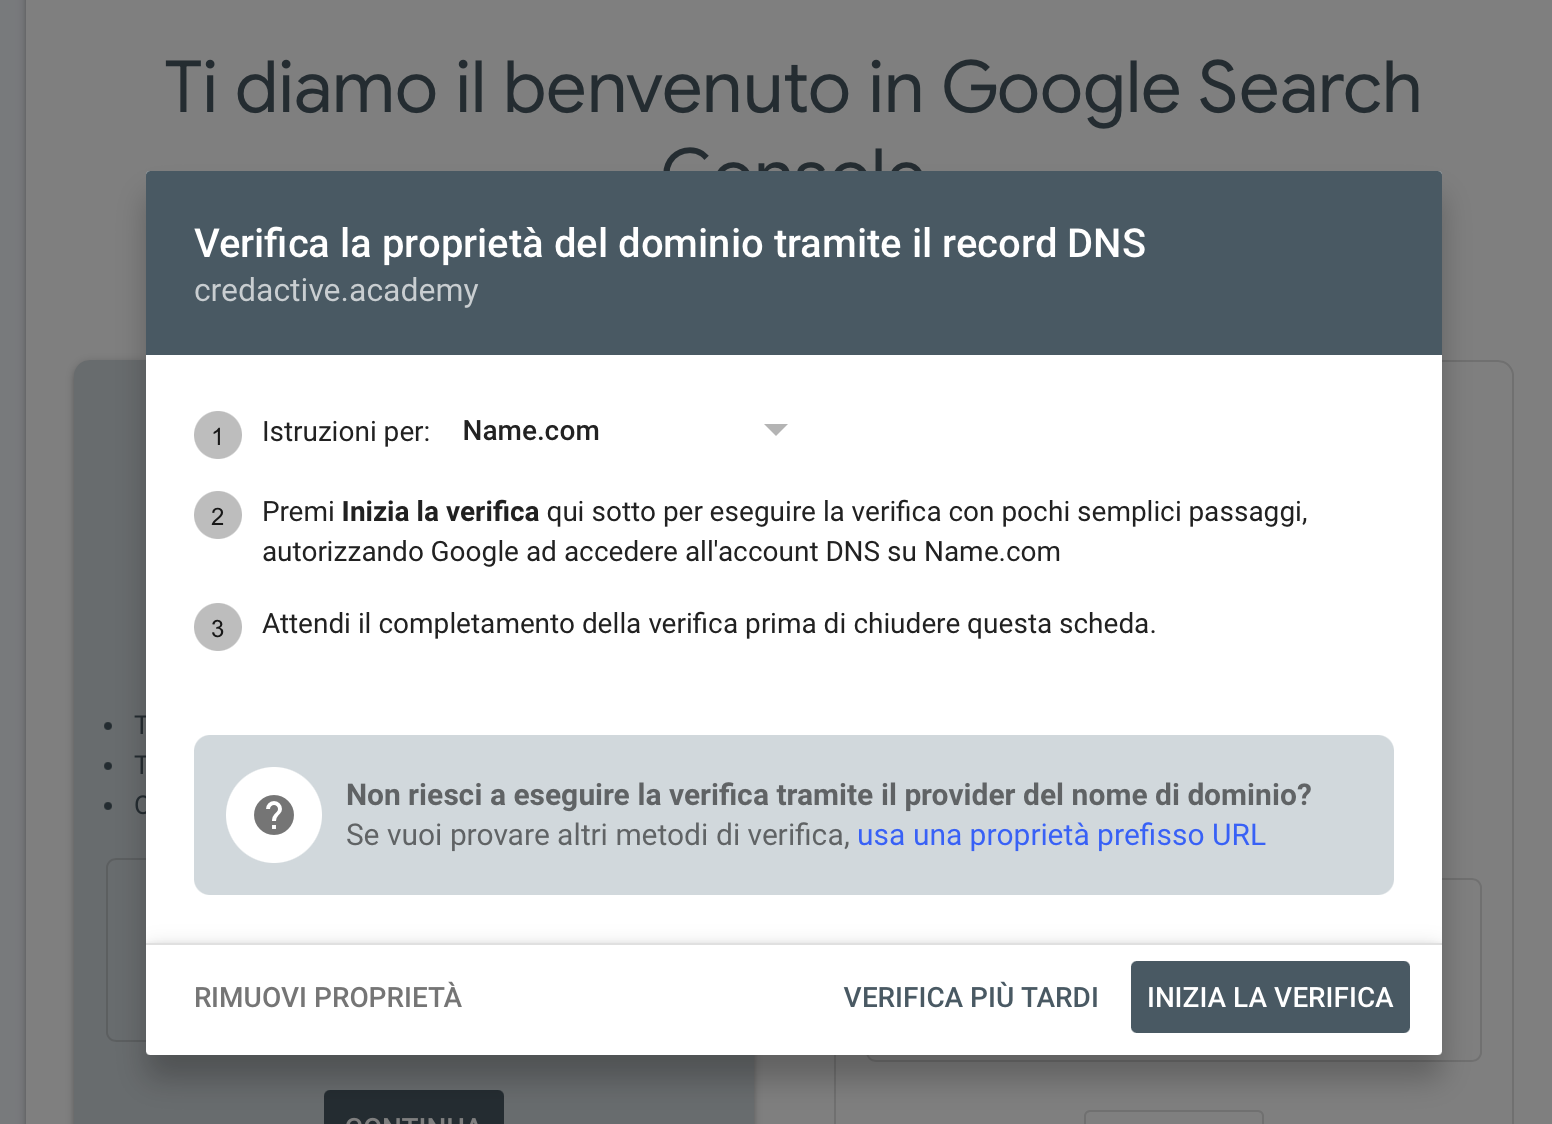 Ti diamo il benvenuto in Google Search
Verifica la proprietà del dominio tramite il record DNS
credactive.academy
1 Istruzioni per: Name.com
2 Premi Inizia la verifica qui sotto per eseguire la verifica con pochi semplici passaggi,
autorizzando Google ad accedere all'account DNS su Name.com
3 Attendi il completamento della verifica prima di chiudere questa scheda.
Non riesci a eseguire la verifica tramite il provider del nome di dominio?
Se vuoi provare altri metodi di verifica, usa una proprietà prefisso URL
RIMUOVI PROPRIETÀ VERIFICA PIÙ TARDI INIZIA LA VERIFICA
CONTINUA